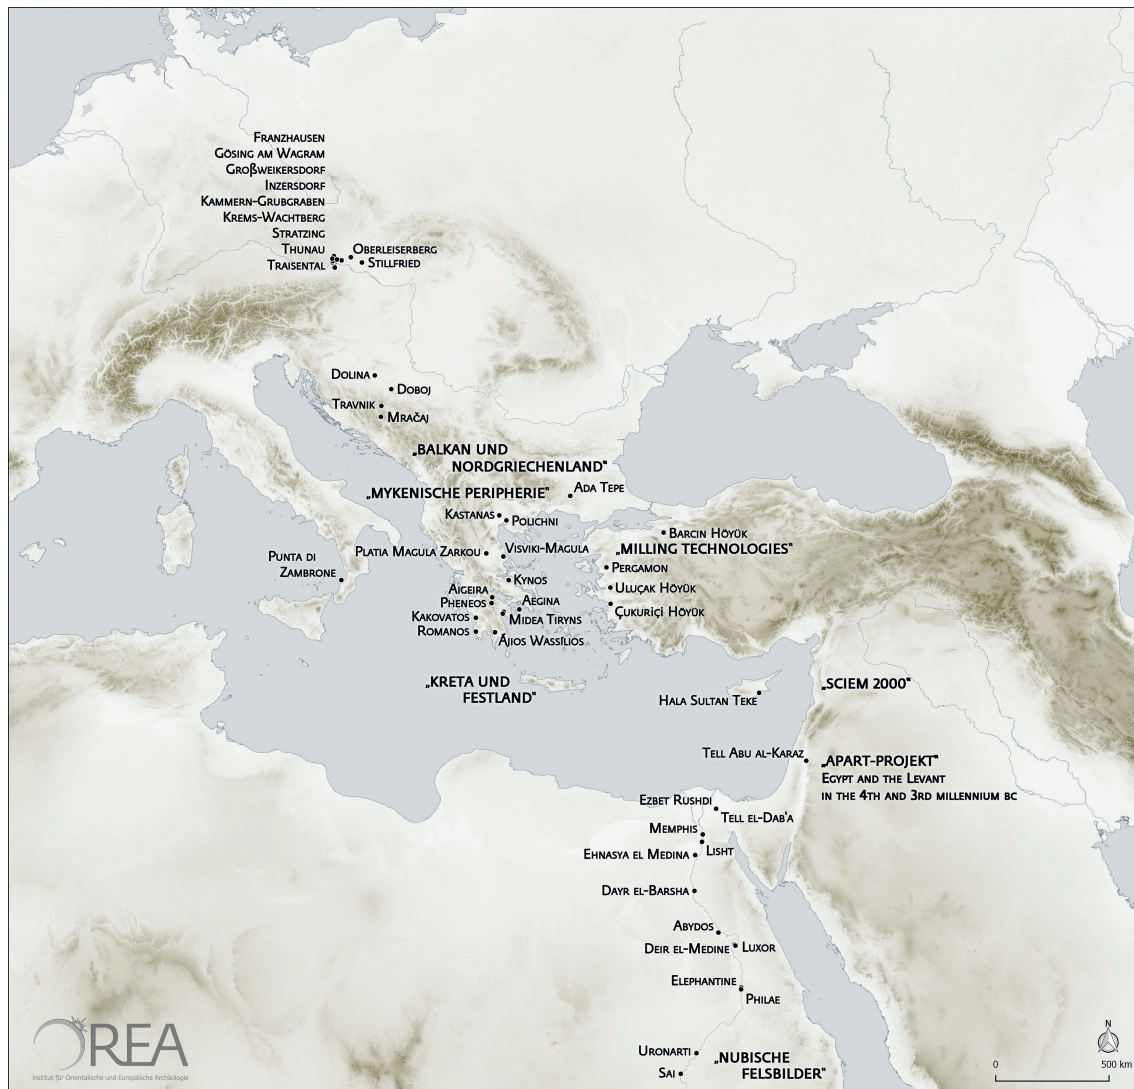 Franzhausen
Gösing am Wagram
Großweikersdorf
Inzersdorf
Kammern-Grubgraben
Krems-Wachtberg
Stratzing
Thunau
Traisental
Oberleiserberg
Stillfried
Dolina
Doboj
Travnik
Mračaj
„BALKAN UND
NORDGRIECHENLAND“
„MYKENISCHE PERIPHERIE“
Ada Tepe
Kastanas
Polichni
Barcin Höyük
Platia Magula Zarkou
Visviki-Magula
„MILLING TECHNOLOGIES“
Punta di
Zambrone
Pergamon
Kynos
Uluçak Höyük
Aigeira
Pheneos
Aegina
Çukuriçi Höyük
Kakovatos
Midea Tiryns
Romanos
Ájios Wassílios
„KRETA UND
FESTLAND“
Hala Sultan Teke
„SCIEM 2000“
Tell Abu al-Karaz
„APART-PROJEKT“
Egypt and the Levant
in the 4th and 3rd millennium bc
Ezbet Rushdi
Tell el-Dab'a
Memphis
Lisht
Ehnasya el Medina
Dayr el-Barsha
Abydos
Deir el-Medine
Luxor
Elephantine
Philae
Uronarti
Sai
„NUBISCHE
FELSBILDER“
OREA
Institut für Orientalische und Europäische Archäologie
N
0
500 km